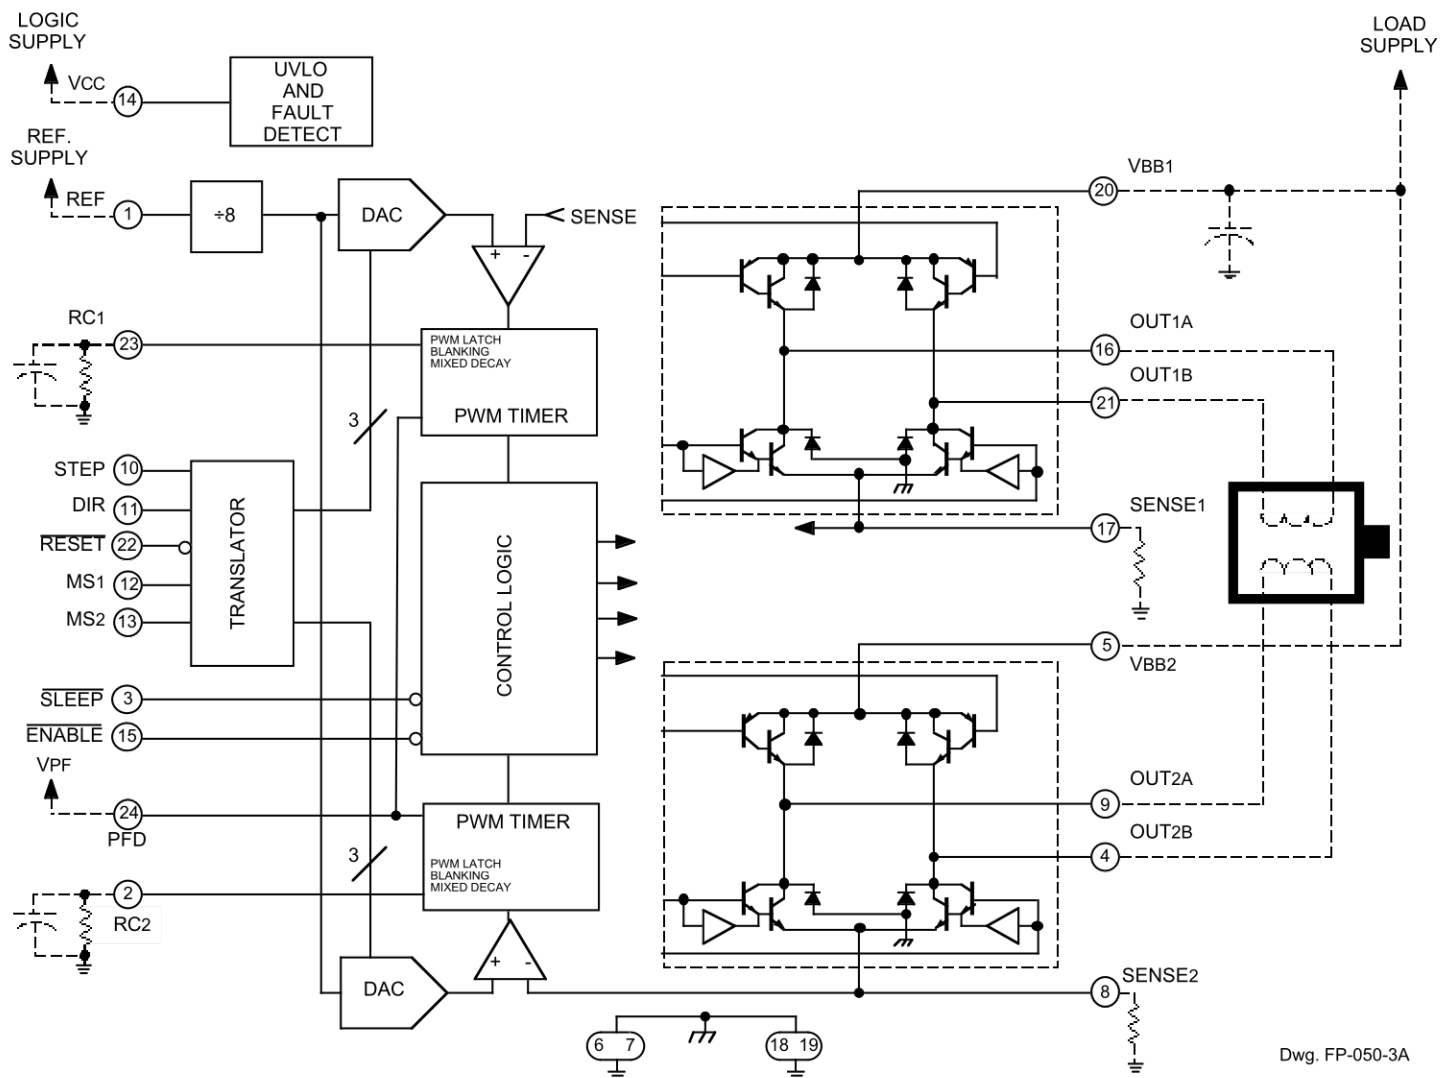 LOGIC
SUPPLY
LOAD
SUPPLY
VCC
14
UVLO
AND
FAULT
DETECT
REF.
SUPPLY
REF
1
÷8
DAC
SENSE
+ -
VBB1
20
RC1
23
PWM LATCH
BLANKING
MIXED DECAY
PWM TIMER
3
OUT1A
16
OUT1B
21
STEP
10
DIR
11
RESET
22
MS1
12
MS2
13
TRANSLATOR
CONTROL LOGIC
SENSE1
17
SLEEP
3
ENABLE
15
5
VBB2
VPF
24
PFD
PWM TIMER
PWM LATCH
BLANKING
MIXED DECAY
3
OUT2A
9
OUT2B
4
2
RC2
+ -
DAC
SENSE2
8
6 7
18 19
Dwg. FP-050-3A